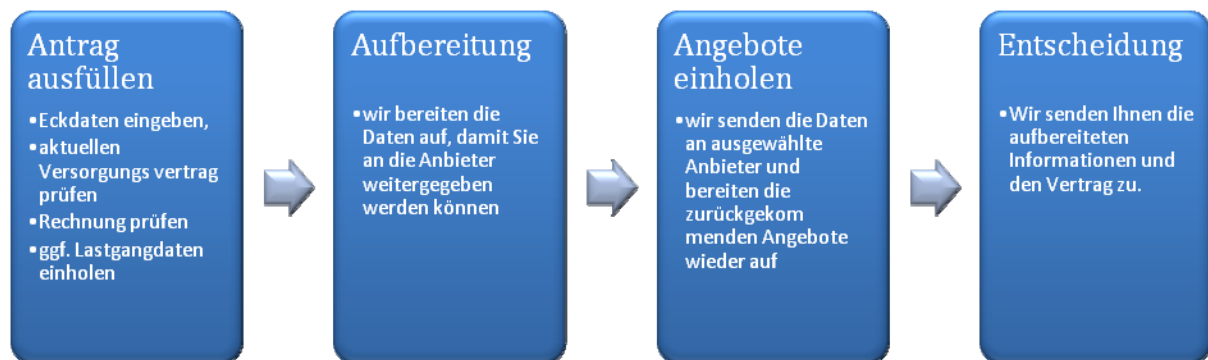 Antrag
ausfüllen
•Eckdaten eingeben,
•aktuellen
Versorgungs vertrag
prüfen
•Rechnung prüfen
•ggf. Lastgangdaten
einholen
Aufbereitung
•wir bereiten die
Daten auf, damit Sie
an die Anbieter
weitergegeben
werden können
Angebote
einholen
•wir senden die Daten
an ausgewählte
Anbieter und
bereiten die
zurückgekom
menden Angebote
wieder auf
Entscheidung
•Wir senden Ihnen die
aufbereiteten
Informationen und
den Vertrag zu.